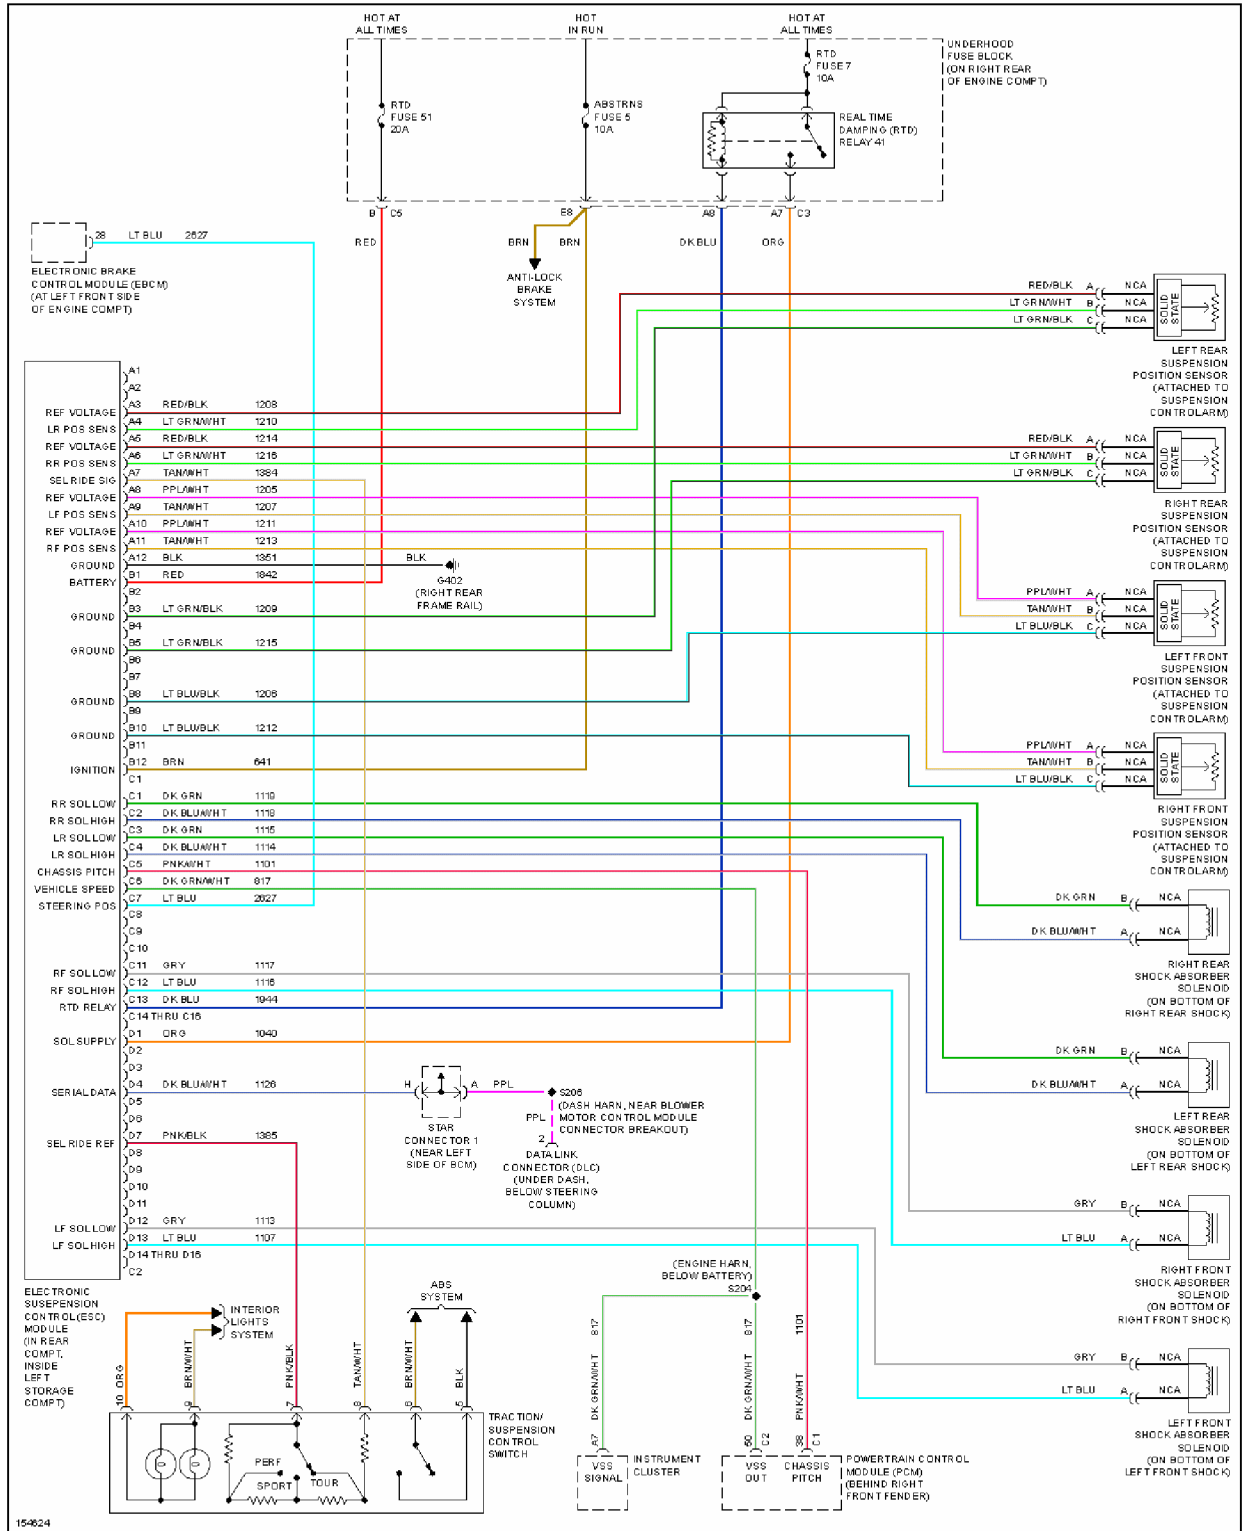 HOT AT
ALL TIMES
HOT
IN RUN
HOT AT
ALL TIMES
UNDERHOOD
FUSE BLOCK
(ON RIGHT REAR
OF ENGINE COMPT)
RTD
FUSE 51
20A
ABSTRNS
FUSE 5
10A
RTD
FUSE 7
10A
REAL TIME
DAMPING (RTD)
RELAY 41
B C5
E8
A8
A7 C3
RED
BRN
BRN
DK BLU
ORG
ANTI-LOCK
BRAKE
SYSTEM
28 LT BLU 2627
ELECTRONIC BRAKE
CONTROL MODULE (EBCM)
(AT LEFT FRONT SIDE
OF ENGINE COMPT)
RED/BLK A NCA
LT GRN/WHT B NCA
LT GRN/BLK C NCA
SOLID
STATE
LEFT REAR
SUSPENSION
POSITION SENSOR
(ATTACHED TO
SUSPENSION
CONTROLARM)
RED/BLK A NCA
LT GRN/WHT B NCA
LT GRN/BLK C NCA
SOLID
STATE
RIGHT REAR
SUSPENSION
POSITION SENSOR
(ATTACHED TO
SUSPENSION
CONTROLARM)
PPL/WHT A NCA
TAN/WHT B NCA
LT BLU/BLK C NCA
SOLID
STATE
LEFT FRONT
SUSPENSION
POSITION SENSOR
(ATTACHED TO
SUSPENSION
CONTROLARM)
PPL/WHT A NCA
TAN/WHT B NCA
LT BLU/BLK C NCA
SOLID
STATE
RIGHT FRONT
SUSPENSION
POSITION SENSOR
(ATTACHED TO
SUSPENSION
CONTROLARM)
A1
A2
REF VOLTAGE A3 RED/BLK 1208
LR POS SENS A4 LT GRN/WHT 1210
REF VOLTAGE A5 RED/BLK 1214
RR POS SENS A6 LT GRN/WHT 1216
SEL RIDE SIG A7 TAN/WHT 1384
REF VOLTAGE A8 PPL/WHT 1205
LF POS SENS A9 TAN/WHT 1207
REF VOLTAGE A10 PPL/WHT 1211
RF POS SENS A11 TAN/WHT 1213
GROUND A12 BLK 1351
BLK
G402
(RIGHT REAR
FRAME RAIL)
BATTERY B1 RED 1842
B2
GROUND B3 LT GRN/BLK 1209
B4
GROUND B5 LT GRN/BLK 1215
B6
B7
GROUND B8 LT BLU/BLK 1206
B9
GROUND B10 LT BLU/BLK 1212
B11
IGNITION B12 BRN 641
C1
RR SOL LOW C1 DK GRN 1119
RR SOL HIGH C2 DK BLU/WHT 1118
LR SOL LOW C3 DK GRN 1115
LR SOL HIGH C4 DK BLU/WHT 1114
CHASSIS PITCH C5 PNK/WHT 1101
VEHICLE SPEED C6 DK GRN/WHT 817
STEERING POS C7 LT BLU 2627
C8
C9
C10
RF SOL LOW C11 GRY 1117
RF SOL HIGH C12 LT BLU 1116
RTD RELAY C13 DK BLU 1944
C14 THRU C16
SOL SUPPLY D1 ORG 1040
D2
D3
SERIAL DATA D4 DK BLU/WHT 1126
D5
D6
SEL RIDE REF D7 PNK/BLK 1385
D8
D9
D10
D11
LF SOL LOW D12 GRY 1113
LF SOL HIGH D13 LT BLU 1107
D14 THRU D16
C2
ELECTRONIC
SUSEPENSION
CONTROL (ESC)
MODULE
(IN REAR
COMPT,
INSIDE
LEFT
STORAGE
COMPT)
H
A PPL
STAR
CONNECTOR 1
(NEAR LEFT
SIDE OF BCM)
S206
(DASH HARN, NEAR BLOWER
MOTOR CONTROL MODULE
CONNECTOR BREAKOUT)
PPL
2
DATA LINK
CONNECTOR (DLC)
(UNDER DASH,
BELOW STEERING
COLUMN)
DK GRN B NCA
DK BLU/WHT A NCA
RIGHT REAR
SHOCK ABSORBER
SOLENOID
(ON BOTTOM OF
RIGHT REAR SHOCK)
DK GRN B NCA
DK BLU/WHT A NCA
LEFT REAR
SHOCK ABSORBER
SOLENOID
(ON BOTTOM OF
LEFT REAR SHOCK)
GRY B NCA
LT BLU A NCA
RIGHT FRONT
SHOCK ABSORBER
SOLENOID
(ON BOTTOM OF
RIGHT FRONT SHOCK)
GRY B NCA
LT BLU A NCA
LEFT FRONT
SHOCK ABSORBER
SOLENOID
(ON BOTTOM OF
LEFT FRONT SHOCK)
(ENGINE HARN,
BELOW BATTERY)
S204
ABS
SYSTEM
INTERIOR
LIGHTS
SYSTEM
10 ORG
9 BRN/WHT
7 PNK/BLK
8 TAN/WHT
6 BRN/WHT
5 BLK
PERF
SPORT
TOUR
TRACTION/
SUSPENSION
CONTROL
SWITCH
A7 DK GRN/WHT 817
50 DK GRN/WHT 817
C2
38 PNK/WHT 1101
C1
VSS
SIGNAL
INSTRUMENT
CLUSTER
VSS
OUT
CHASSIS
PITCH
POWERTRAIN CONTROL
MODULE (PCM)
(BEHIND RIGHT
FRONT FENDER)
154624